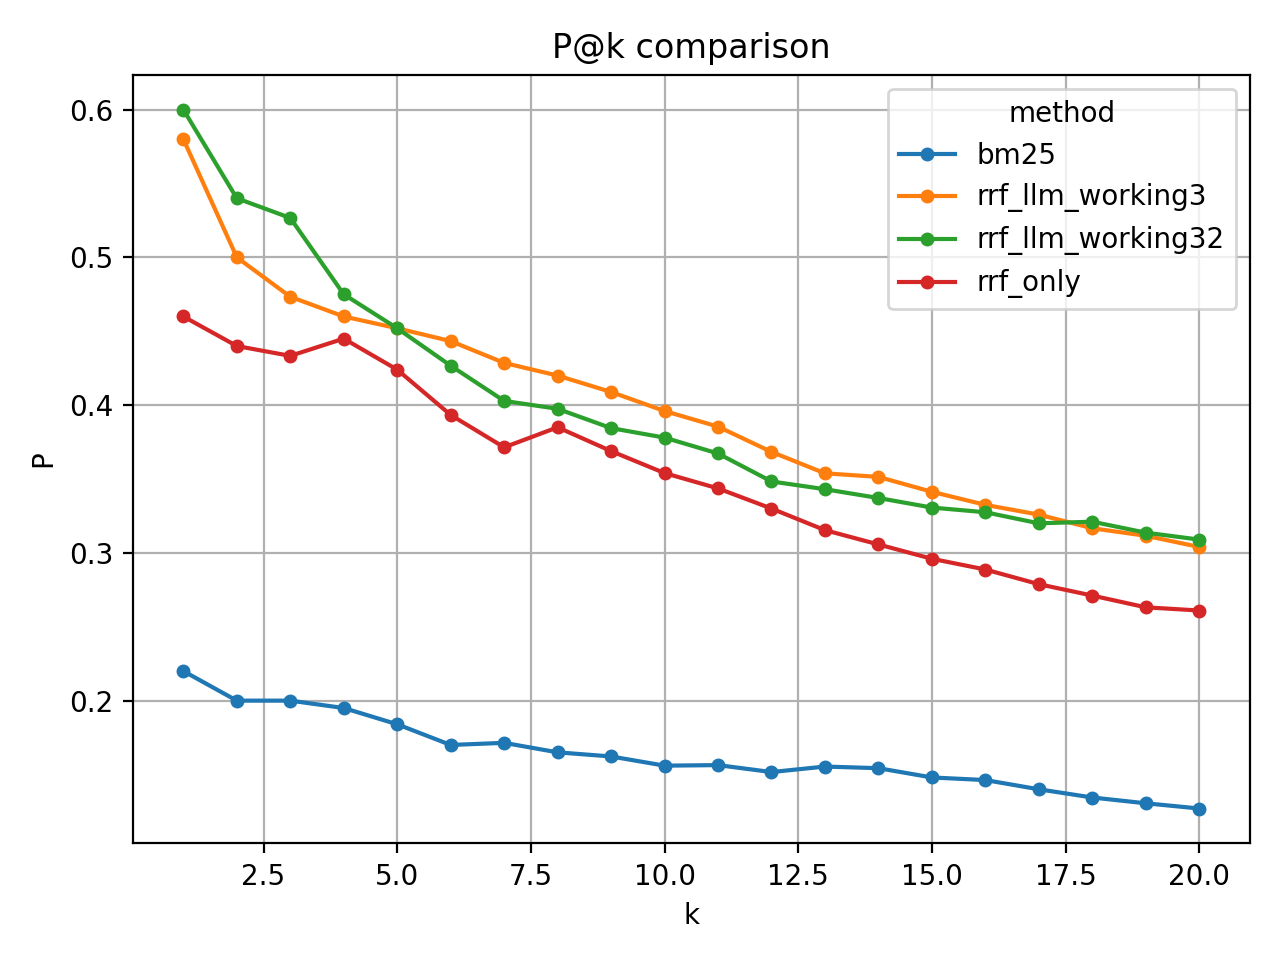 P@k comparison
method
bm25
rrf_llm_working3
rrf_llm_working32
rrf_only
P
0.6
0.5
0.4
0.3
0.2
2.5 5.0 7.5 10.0 12.5 15.0 17.5 20.0
k